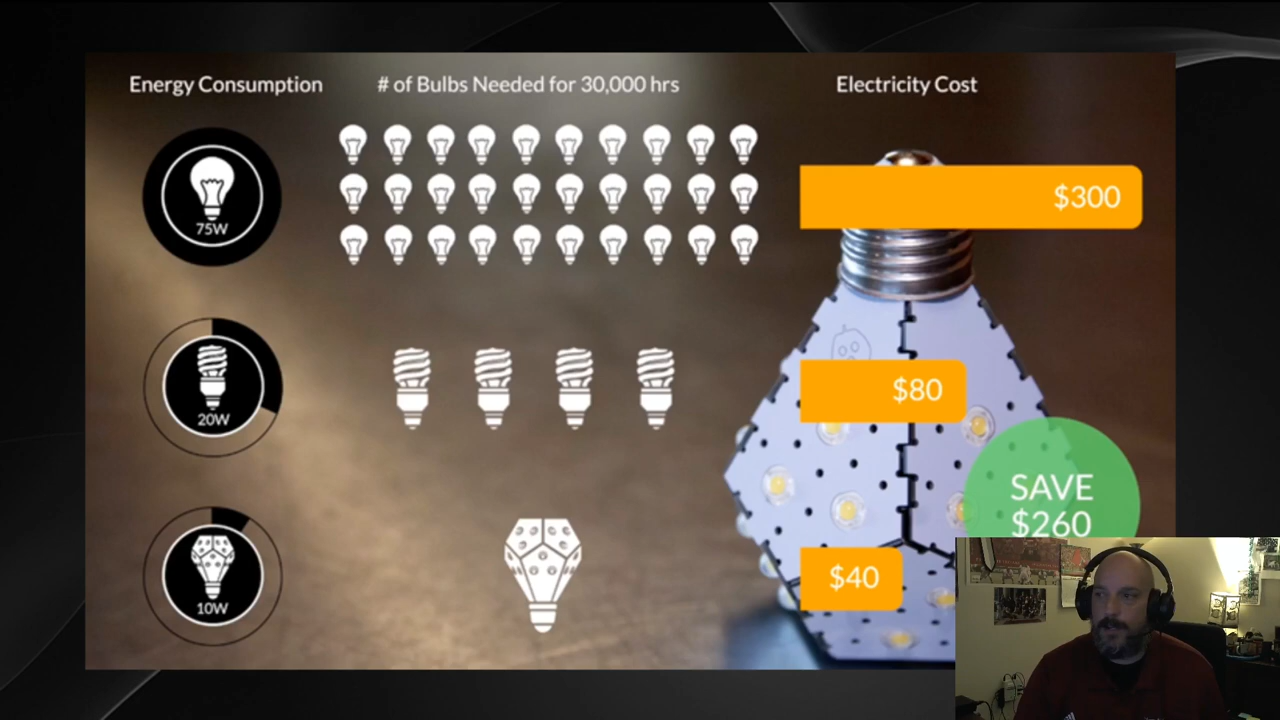 Energy Consumption
# of Bulbs Needed for 30,000 hrs
Electricity Cost
75W
$300
20W
$80
SAVE
$260
10W
$40